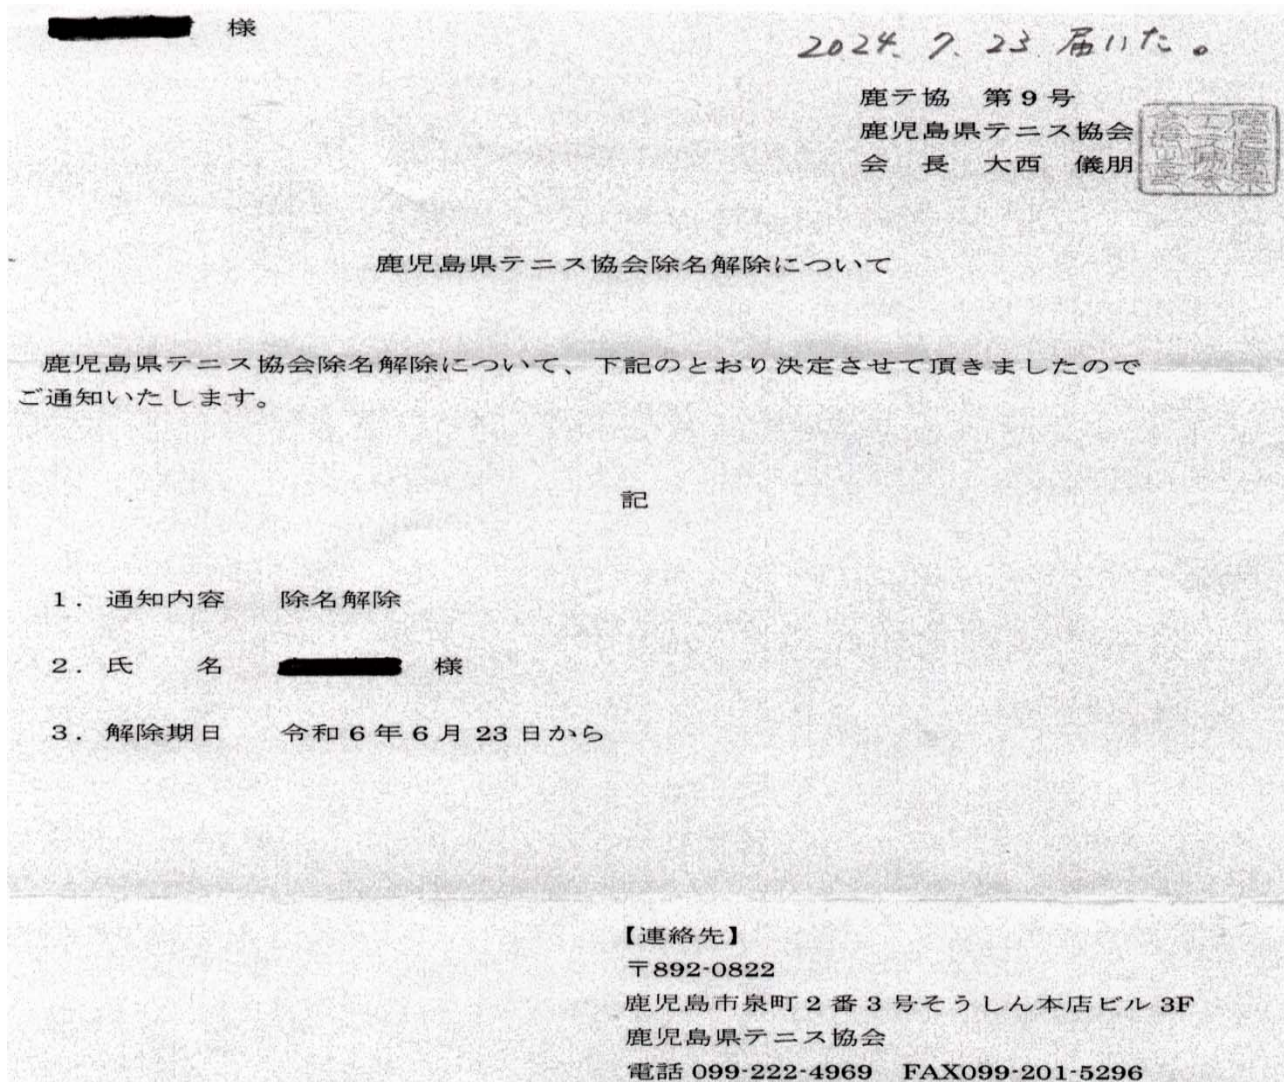 様
2024. 7. 23 届いた。
鹿テ協　第9号
鹿児島県テニス協会
会　長　大西　儀朋
鹿児島県テニス協会除名解除について
鹿児島県テニス協会除名解除について、下記のとおり決定させて頂きましたので
ご通知いたします。
記
1. 通知内容　除名解除
2. 氏　名　様
3. 解除期日　令和6年6月23日から
【連絡先】
〒892-0822
鹿児島市泉町2番3号そうしん本店ビル3F
鹿児島県テニス協会
電話 099-222-4969　FAX099-201-5296